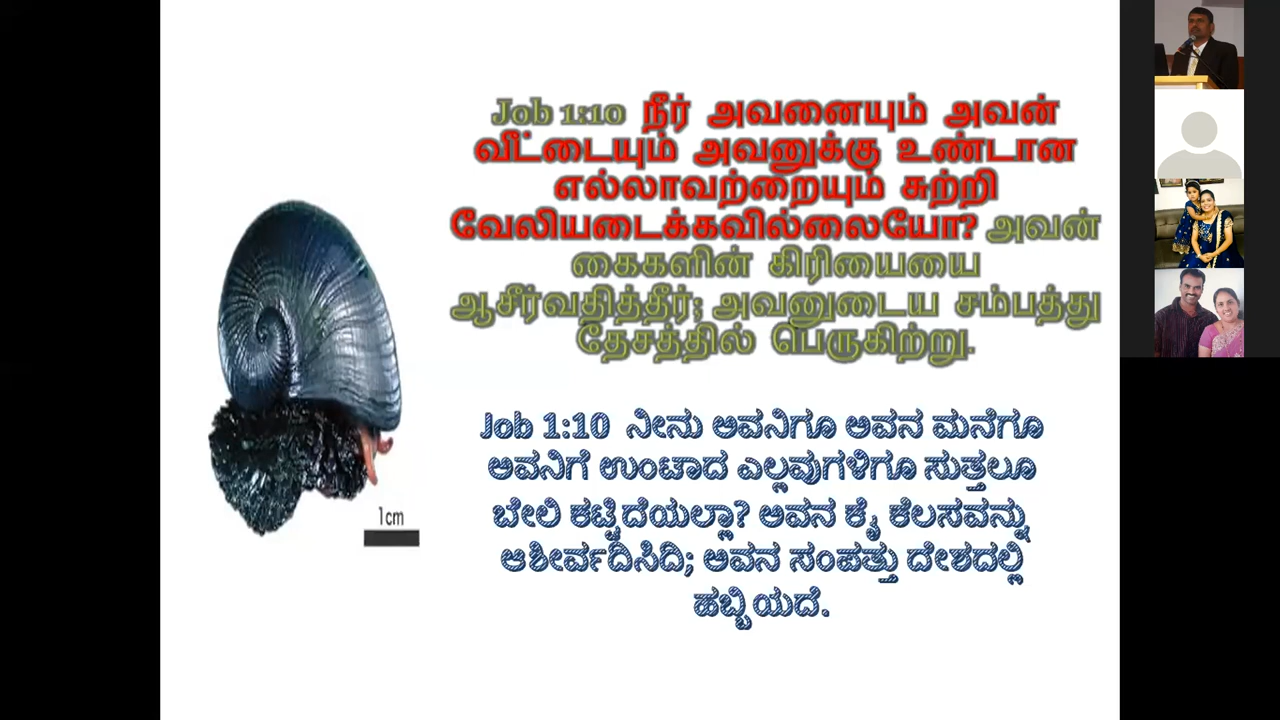 Job 1:10 நீர் அவனையும் அவன்
வீட்டையும் அவனுக்கு உண்டான
எல்லாவற்றையும் சுற்றி
வேலியடைக்கவில்லையோ? அவன்
கைகளின் கிரியையை
ஆசீர்வதித்தீர்; அவனுடைய சம்பத்து
தேசத்தில் பெருகிற்று.
Job 1:10 ನೀನು ಅವನಿಗೂ ಅವನ ಮನೆಗೂ
ಅವನಿಗೆ ಉಂಟಾದ ಎಲ್ಲವುಗಳಿಗೂ ಸುತ್ತಲೂ
ಬೇಲಿ ಕಟ್ಟಿದೆಯಲ್ಲಾ? ಅವನ ಕೈ ಕೆಲಸವನ್ನು
ಆಶೀರ್ವದಿಸಿದಿ; ಅವನ ಸಂಪತ್ತು ದೇಶದಲ್ಲಿ
ಹಬ್ಬಿಯದೆ.
1cm